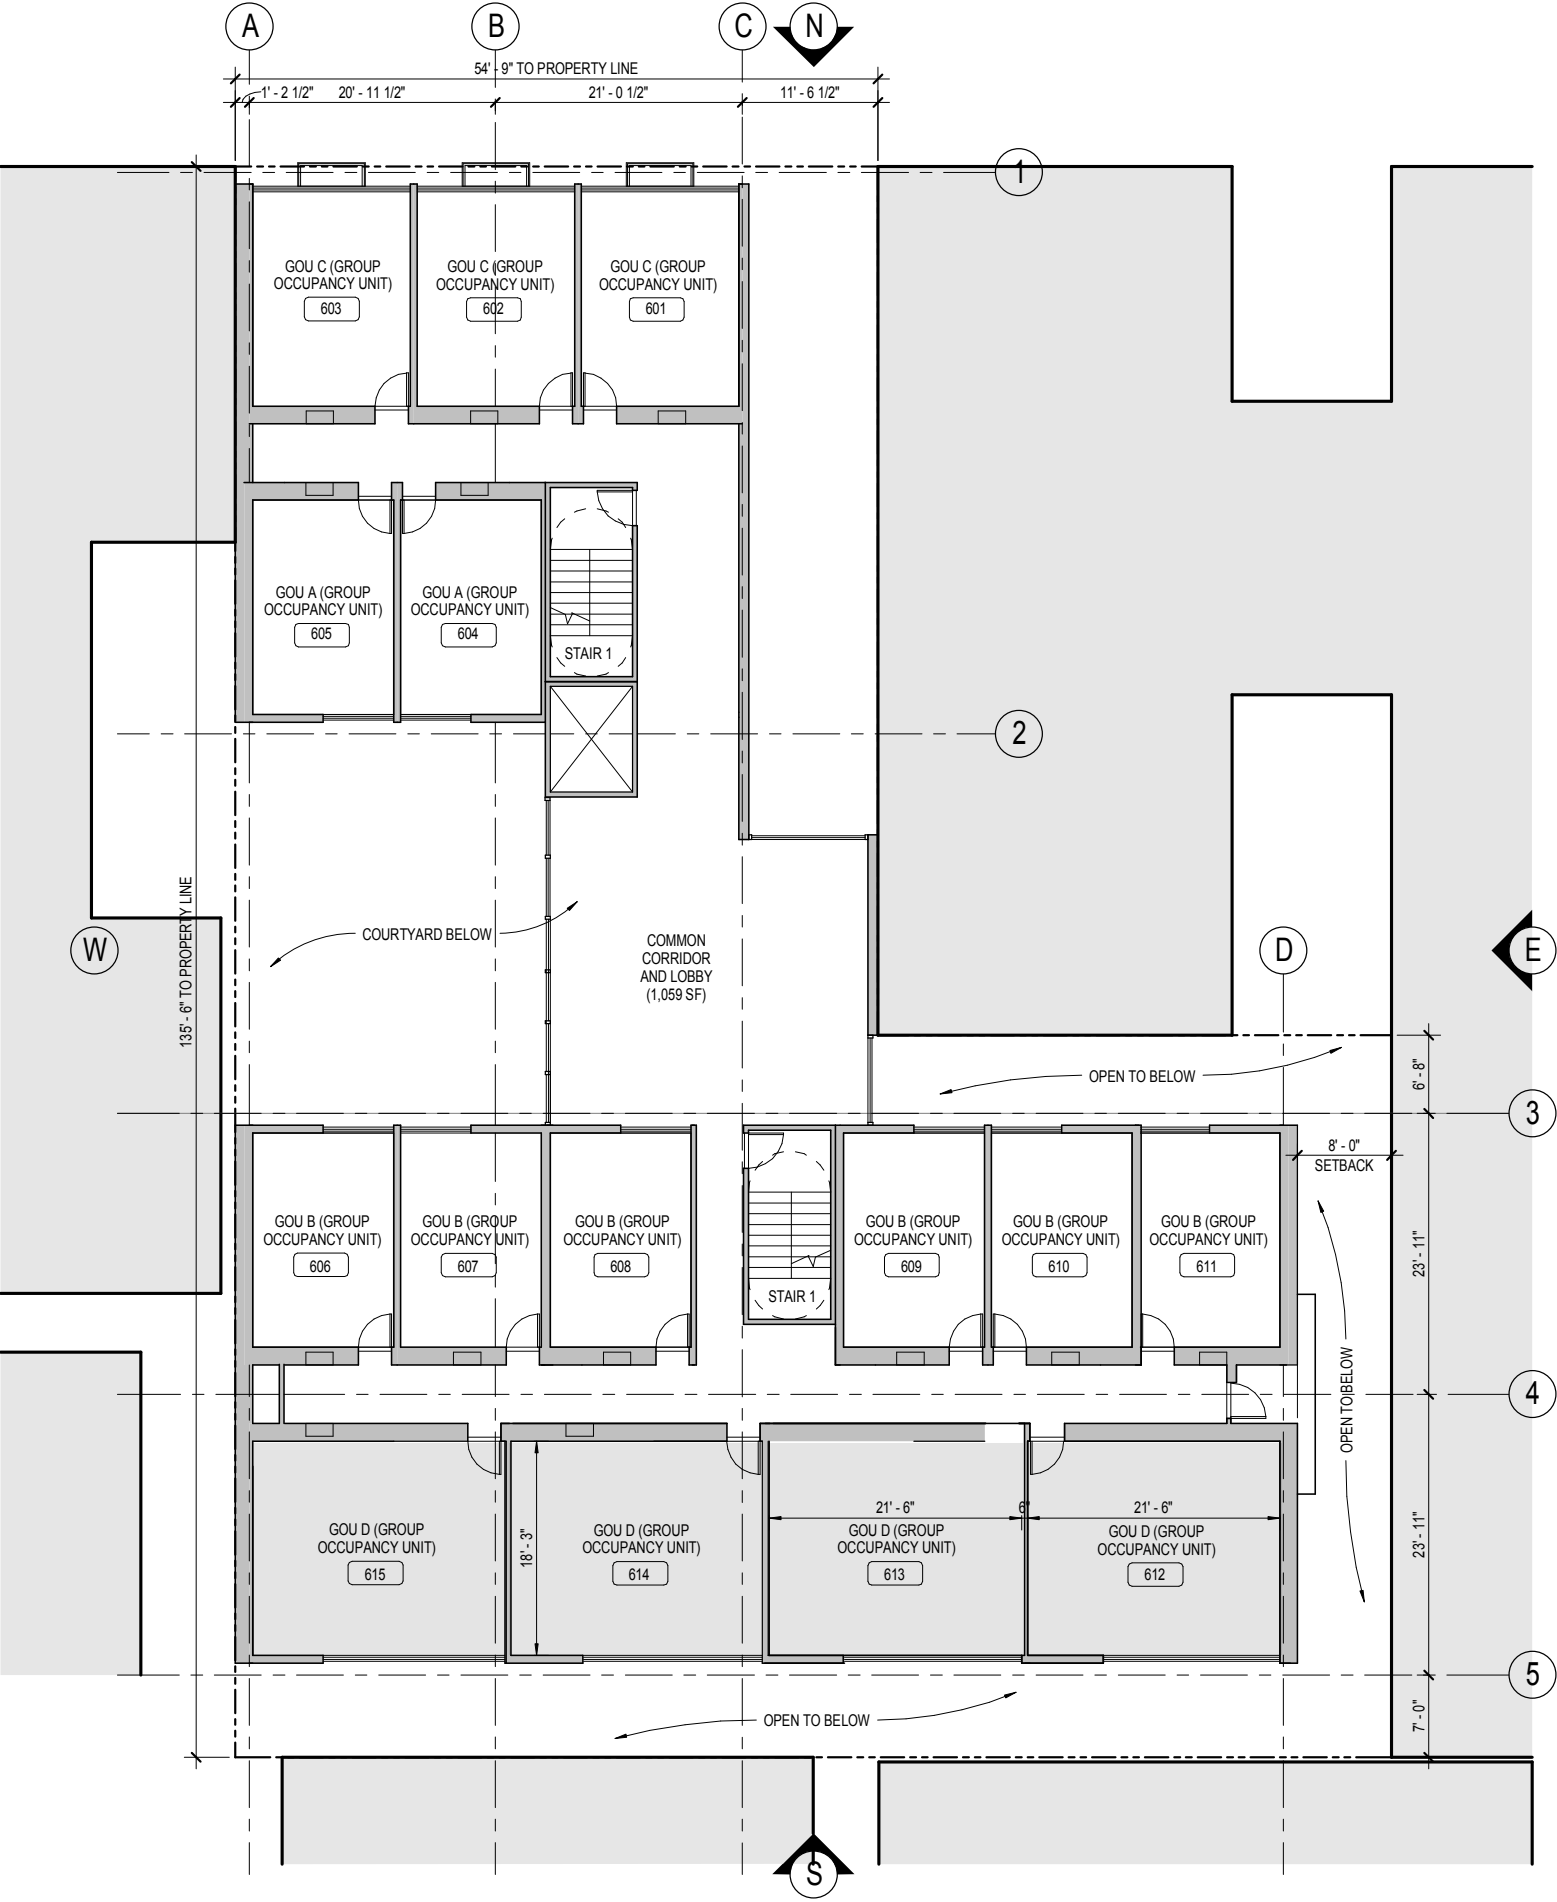 A
B
C
N
54' - 9" TO PROPERTY LINE
1' - 2 1/2"
20' - 11 1/2"
21' - 0 1/2"
11' - 6 1/2"
1
GOU C (GROUP
OCCUPANCY UNIT)
603
GOU C (GROUP
OCCUPANCY UNIT)
602
GOU C (GROUP
OCCUPANCY UNIT)
601
GOU A (GROUP
OCCUPANCY UNIT)
605
GOU A (GROUP
OCCUPANCY UNIT)
604
STAIR 1
2
135' - 6" TO PROPERTY LINE
W
COURTYARD BELOW
COMMON
CORRIDOR
AND LOBBY
(1,059 SF)
D
E
OPEN TO BELOW
6' - 8"
3
8' - 0"
SETBACK
GOU B (GROUP
OCCUPANCY UNIT)
606
GOU B (GROUP
OCCUPANCY UNIT)
607
GOU B (GROUP
OCCUPANCY UNIT)
608
STAIR 1
GOU B (GROUP
OCCUPANCY UNIT)
609
GOU B (GROUP
OCCUPANCY UNIT)
610
GOU B (GROUP
OCCUPANCY UNIT)
611
23' - 11"
OPEN TO BELOW
4
GOU D (GROUP
OCCUPANCY UNIT)
615
18' - 3"
GOU D (GROUP
OCCUPANCY UNIT)
614
21' - 6"
GOU D (GROUP
OCCUPANCY UNIT)
613
6"
21' - 6"
GOU D (GROUP
OCCUPANCY UNIT)
612
23' - 11"
5
OPEN TO BELOW
7' - 0"
S